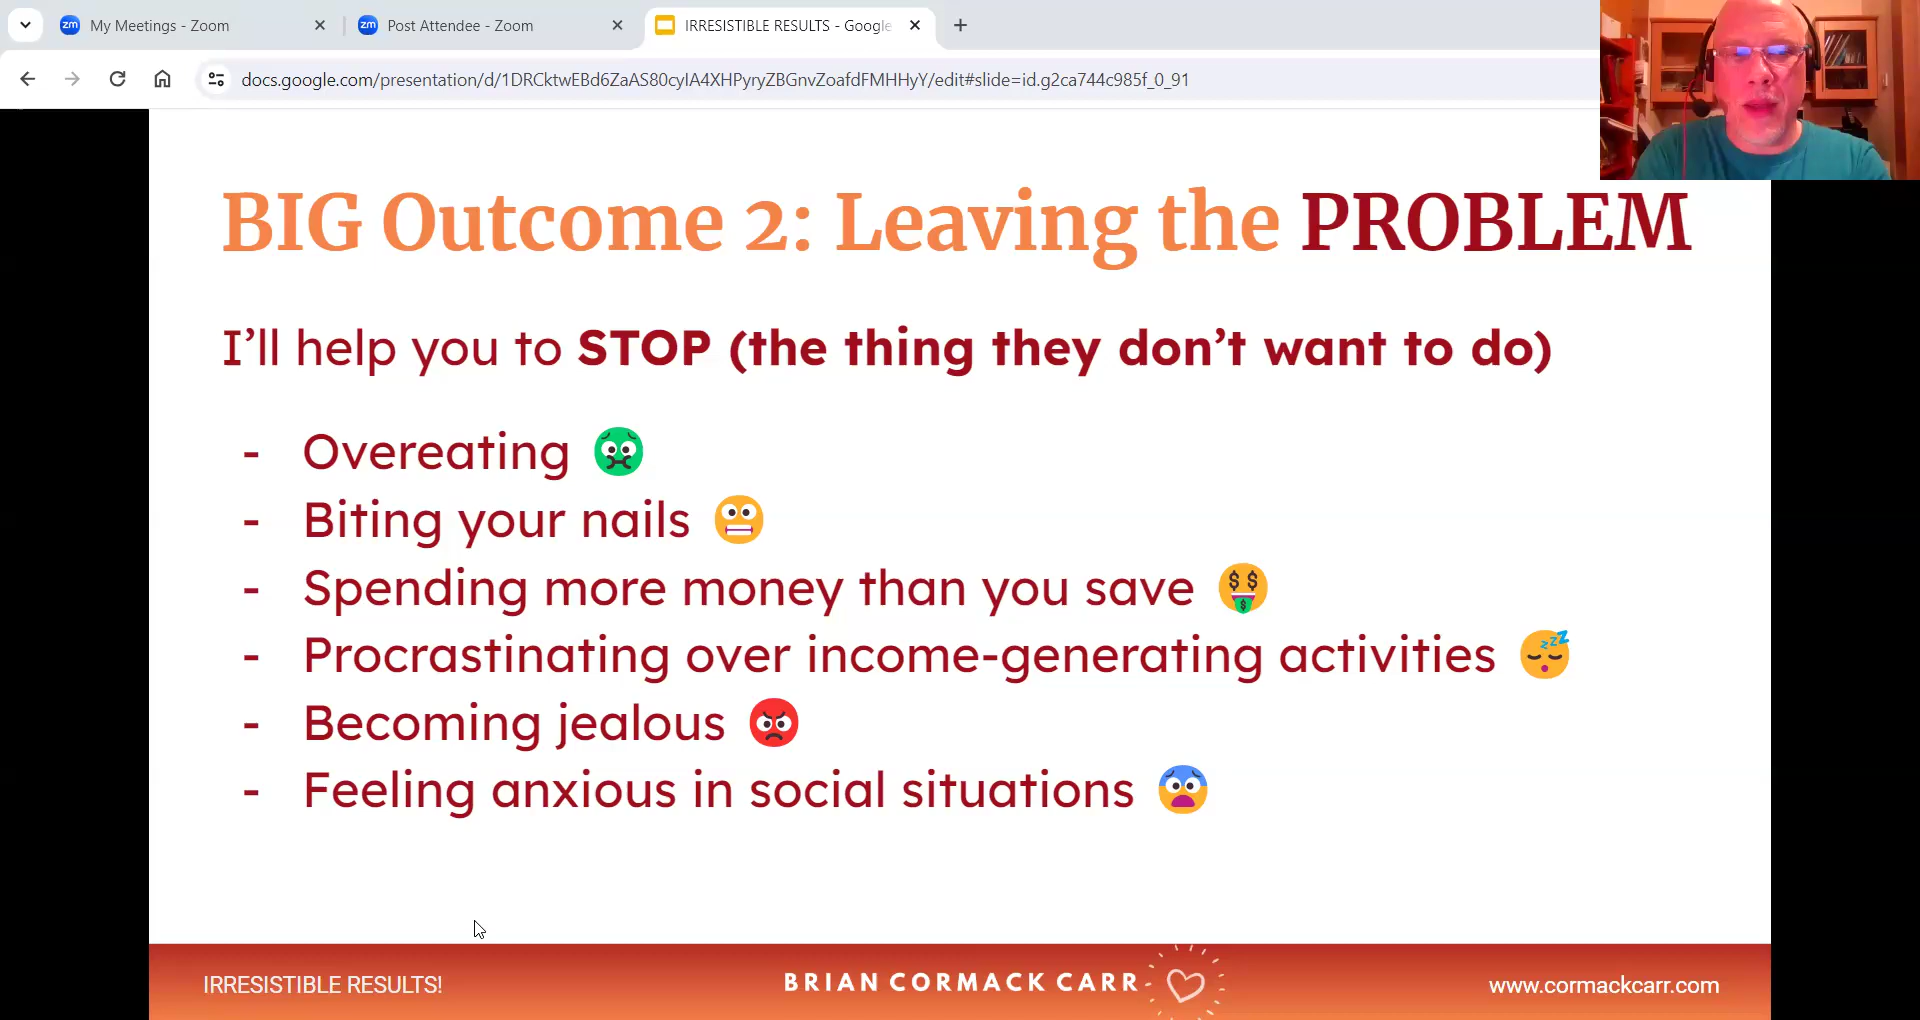 zm My Meetings - Zoom
zm Post Attendee - Zoom
IRRESISTIBLE RESULTS - Google
docs.google.com/presentation/d/1DRCktwEBd6ZaAS80cylA4XHPyryZBGnvZoafdFMHHyY/edit#slide=id.g2ca744c985f_0_91
BIG Outcome 2: Leaving the PROBLEM
I’ll help you to STOP (the thing they don’t want to do)
- Overeating 🤢
- Biting your nails 😬
- Spending more money than you save 🤑
- Procrastinating over income-generating activities 😴
- Becoming jealous 😡
- Feeling anxious in social situations 😨
IRRESISTIBLE RESULTS!
BRIAN CORMACK CARR
www.cormackcarr.com